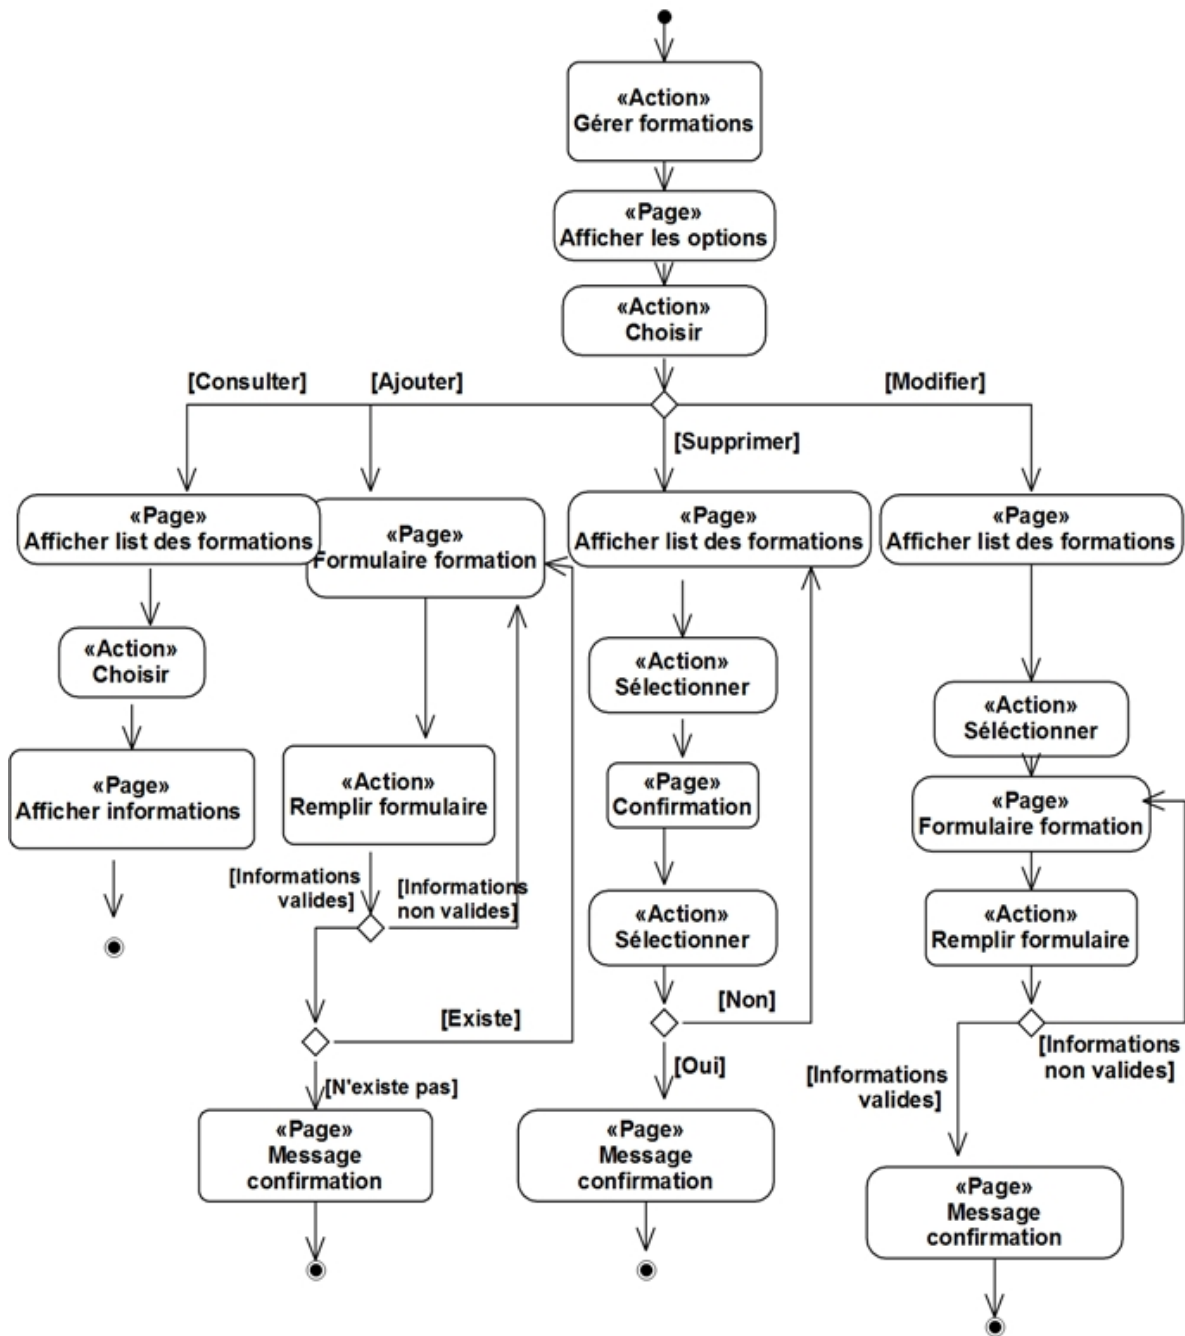 «Action»
Gérer formations
«Page»
Afficher les options
«Action»
Choisir
[Consulter]
[Ajouter]
[Modifier]
[Supprimer]
«Page»
Afficher list des formations
«Page»
Formulaire formation
«Page»
Afficher list des formations
«Page»
Afficher list des formations
«Action»
Choisir
«Action»
Sélectionner
«Action»
Séléctionner
«Page»
Afficher informations
«Action»
Remplir formulaire
«Page»
Confirmation
«Page»
Formulaire formation
[Informations
valides]
[Informations
non valides]
«Action»
Sélectionner
«Action»
Remplir formulaire
[Existe]
[Non]
[N'existe pas]
[Oui]
[Informations
valides]
[Informations
non valides]
«Page»
Message
confirmation
«Page»
Message
confirmation
«Page»
Message
confirmation